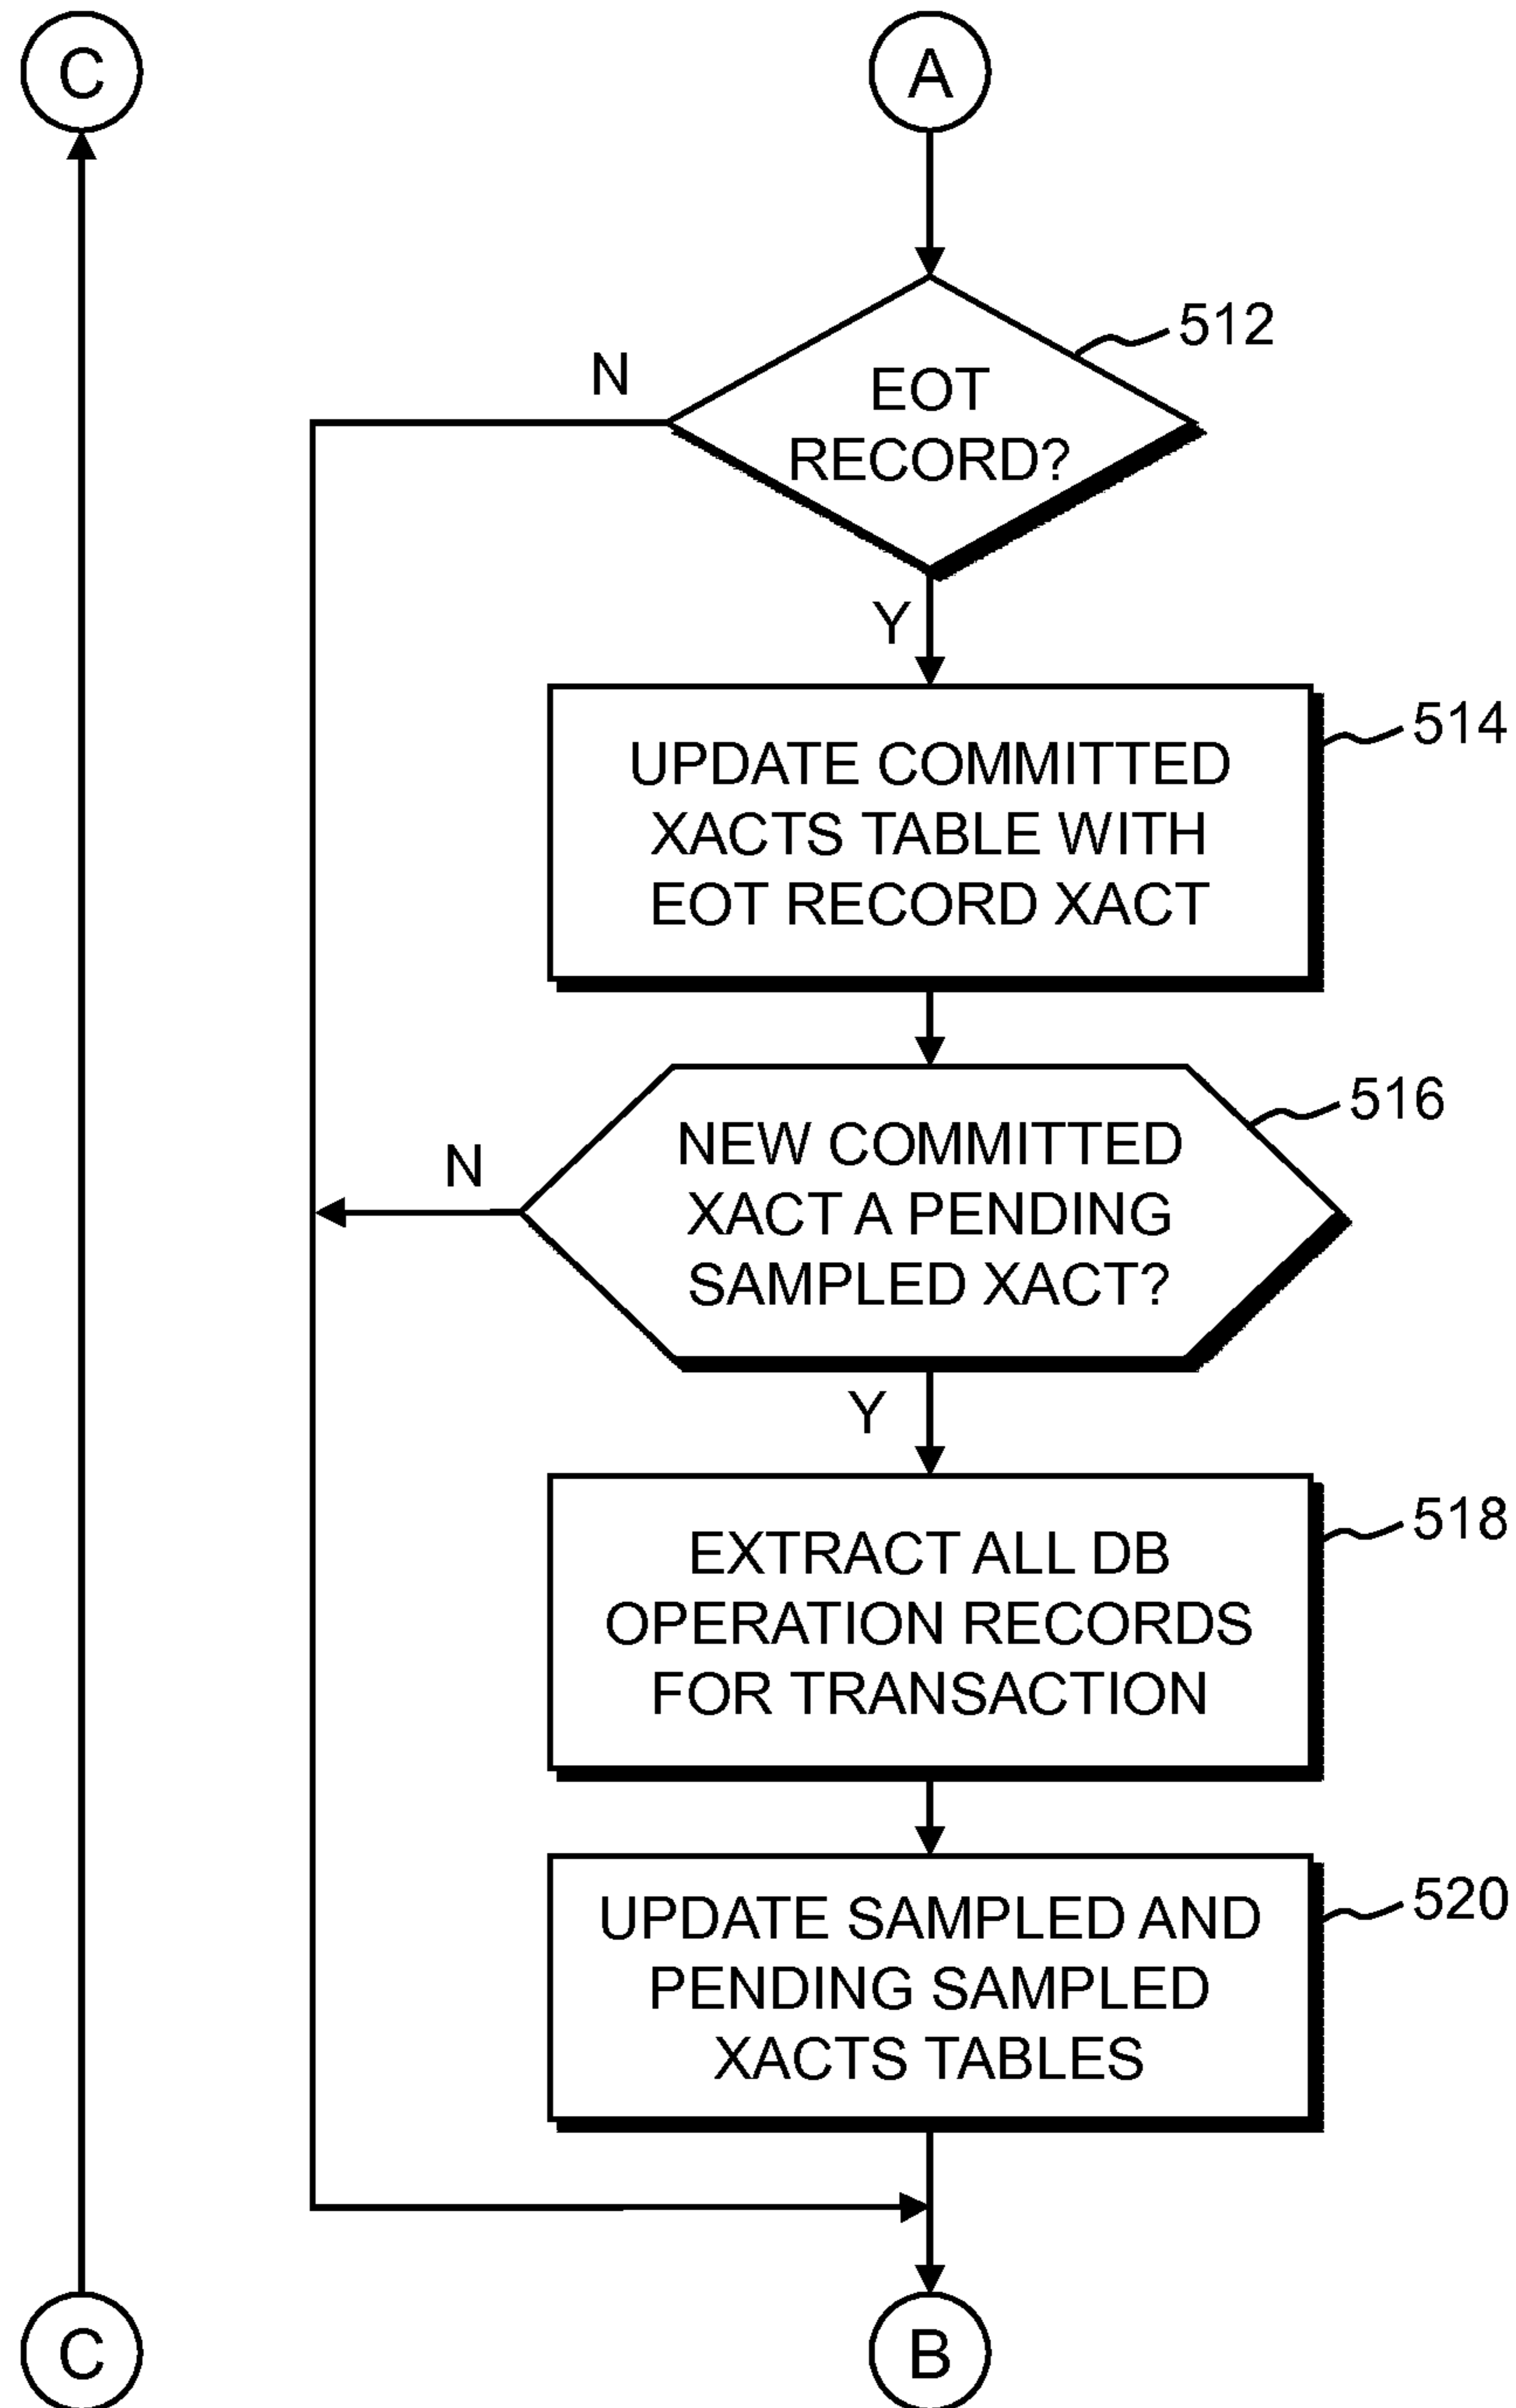 C
A
512
N
EOT
RECORD?
Y
514
UPDATE COMMITTED
XACTS TABLE WITH
EOT RECORD XACT
516
N
NEW COMMITTED
XACT A PENDING
SAMPLED XACT?
Y
518
EXTRACT ALL DB
OPERATION RECORDS
FOR TRANSACTION
520
UPDATE SAMPLED AND
PENDING SAMPLED
XACTS TABLES
C
B